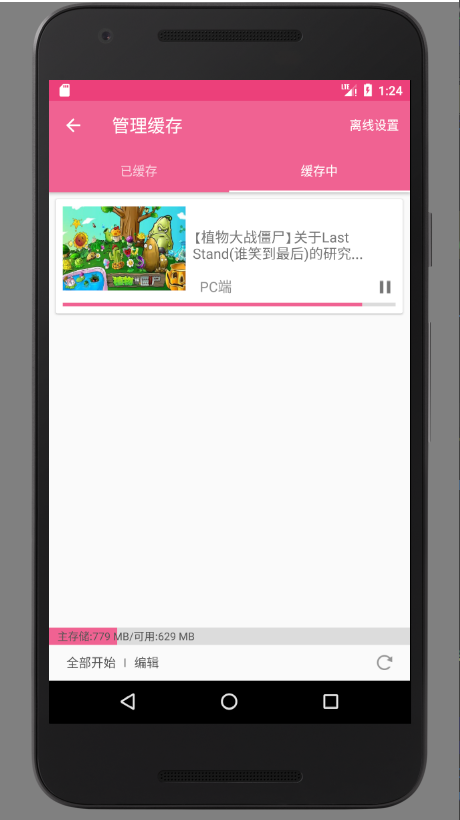 LTE 1:24
管理缓存
离线设置
已缓存
缓存中
【植物大战僵尸】关于Last
Stand(谁笑到最后)的研究...
PC端
主存储:779 MB/可用:629 MB
全部开始 | 编辑